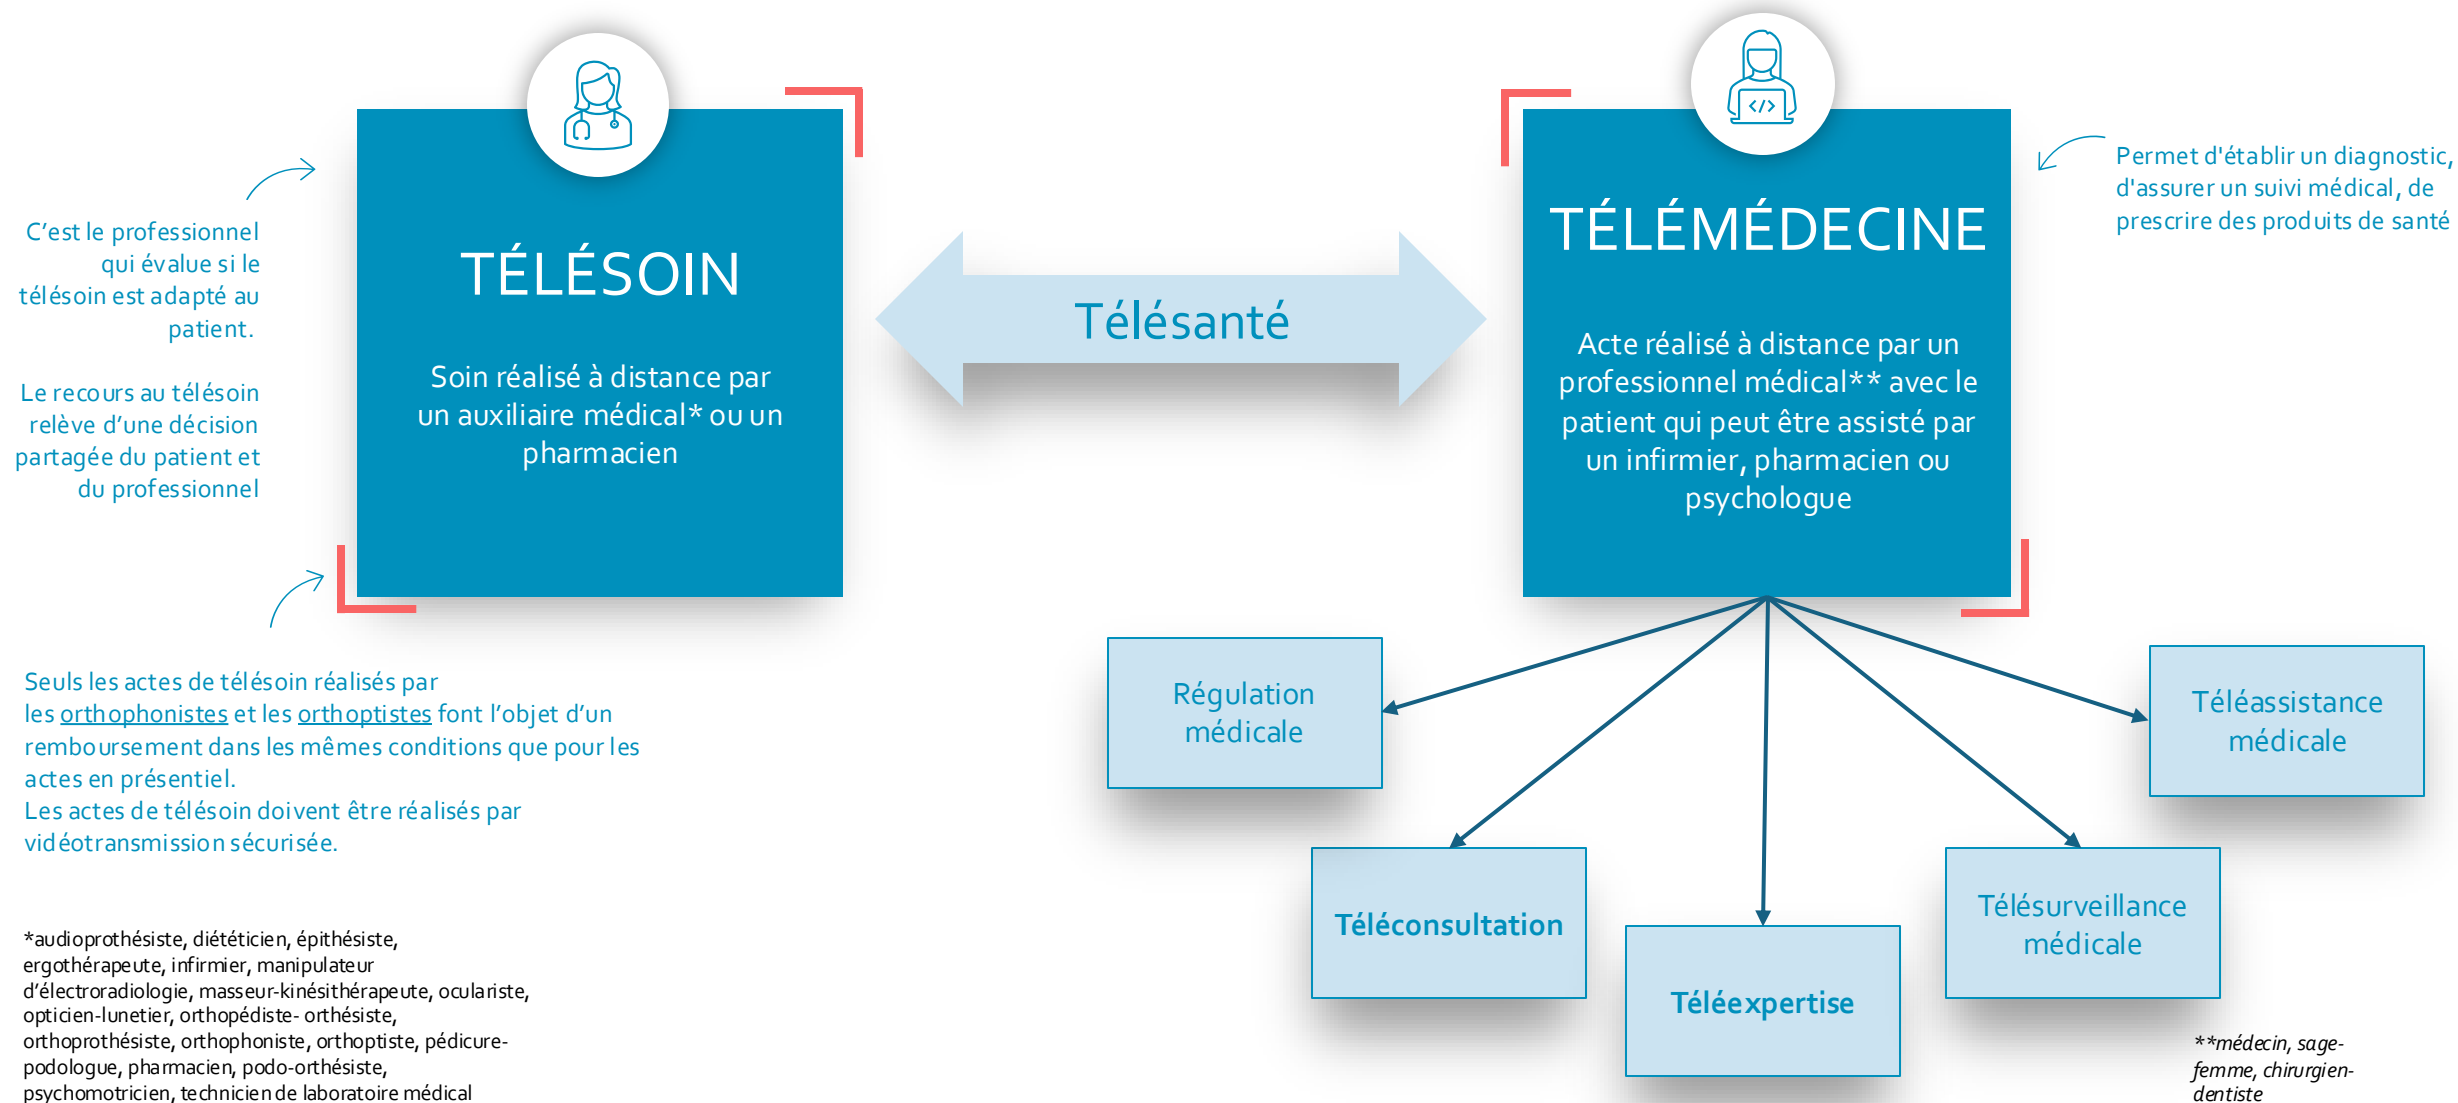 C’est le professionnel
qui évalue si le
télésoin est adapté au
patient.
Le recours au télésoin
relève d’une décision
partagée du patient et
du professionnel
TÉLÉSOIN
Soin réalisé à distance par
un auxiliaire médical* ou un
pharmacien
Télésanté
</>
TÉLÉMÉDECINE
Acte réalisé à distance par un
professionnel médical** avec le
patient qui peut être assisté par
un infirmier, pharmacien ou
psychologue
Permet d'établir un diagnostic,
d'assurer un suivi médical, de
prescrire des produits de santé
Seuls les actes de télésoin réalisés par
les orthophonistes et les orthoptistes font l’objet d’un
remboursement dans les mêmes conditions que pour les
actes en présentiel.
Les actes de télésoin doivent être réalisés par
vidéotransmission sécurisée.
Régulation
médicale
Téléconsultation
Téléexpertise
Télésurveillance
médicale
Téléassistance
médicale
*audioprothésiste, diététicien, épithésiste,
ergothérapeute, infirmier, manipulateur
d’électroradiologie, masseur-kinésithérapeute, oculariste,
opticien-lunetier, orthopédiste- orthésiste,
orthoprothésiste, orthophoniste, orthoptiste, pédicure-
podologue, pharmacien, podo-orthésiste,
psychomotricien, technicien de laboratoire médical
**médecin, sage-
femme, chirurgien-
dentiste